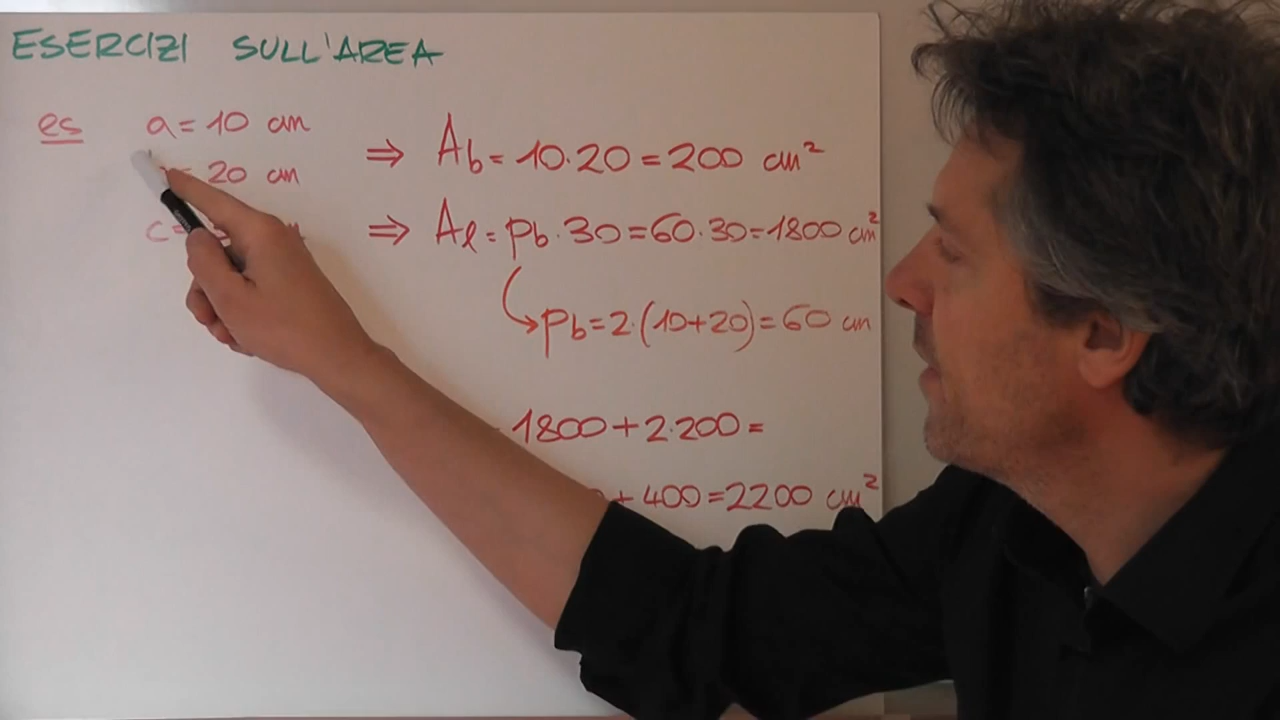 ESERCIZI SULL'AREA
es a = 10 cm ⇒ Ab = 10·20 = 200 cm²
= 20 cm
c = ⇒ Al = pb·30 = 60·30 = 1800 cm²
pb = 2·(10+20) = 60 cm
1800 + 2·200 =
+ 400 = 2200 cm²